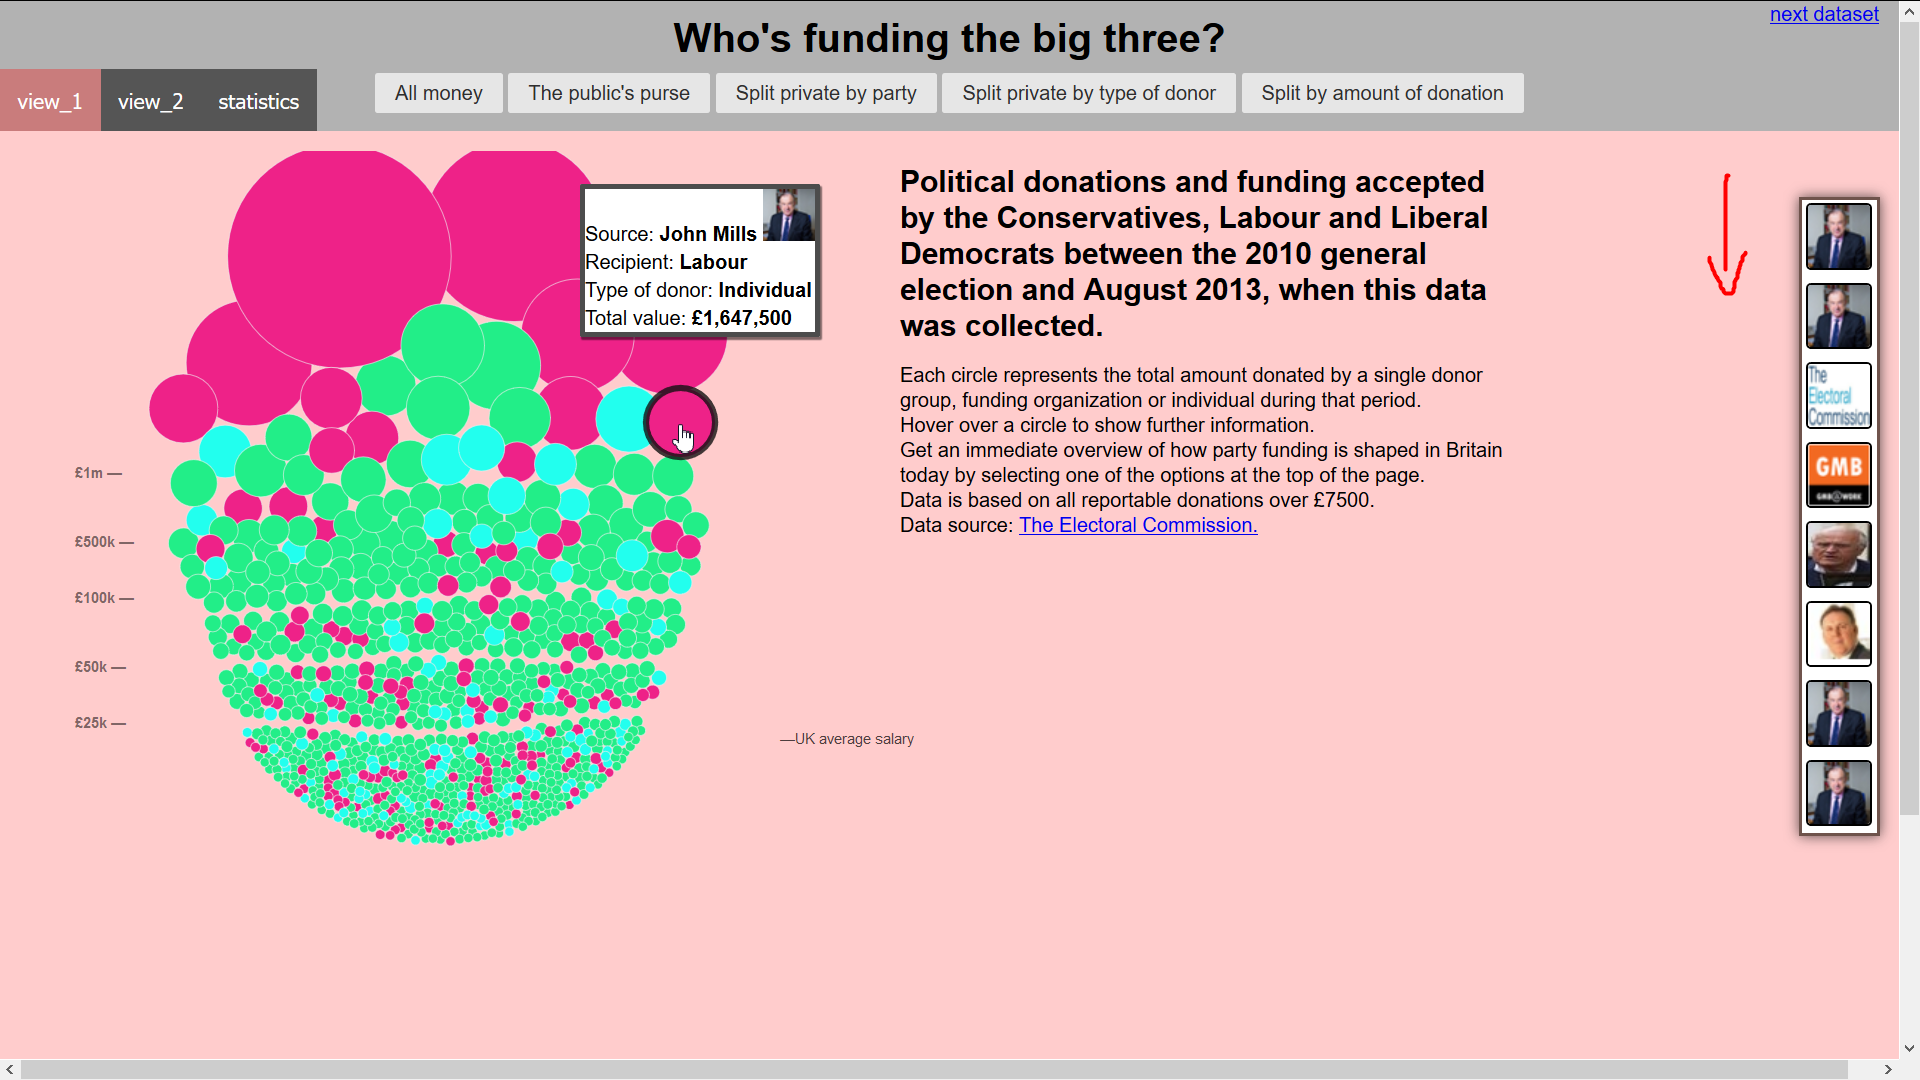 next dataset
Who's funding the big three?
view_1 view_2 statistics
All money The public's purse Split private by party Split private by type of donor Split by amount of donation
Source: John Mills
Recipient: Labour
Type of donor: Individual
Total value: £1,647,500
£1m —
£500k —
£100k —
£50k —
£25k —
—UK average salary
Political donations and funding accepted
by the Conservatives, Labour and Liberal
Democrats between the 2010 general
election and August 2013, when this data
was collected.
Each circle represents the total amount donated by a single donor
group, funding organization or individual during that period.
Hover over a circle to show further information.
Get an immediate overview of how party funding is shaped in Britain
today by selecting one of the options at the top of the page.
Data is based on all reportable donations over £7500.
Data source: The Electoral Commission.
The
Electoral
Commission
GMB
GMB@WORK